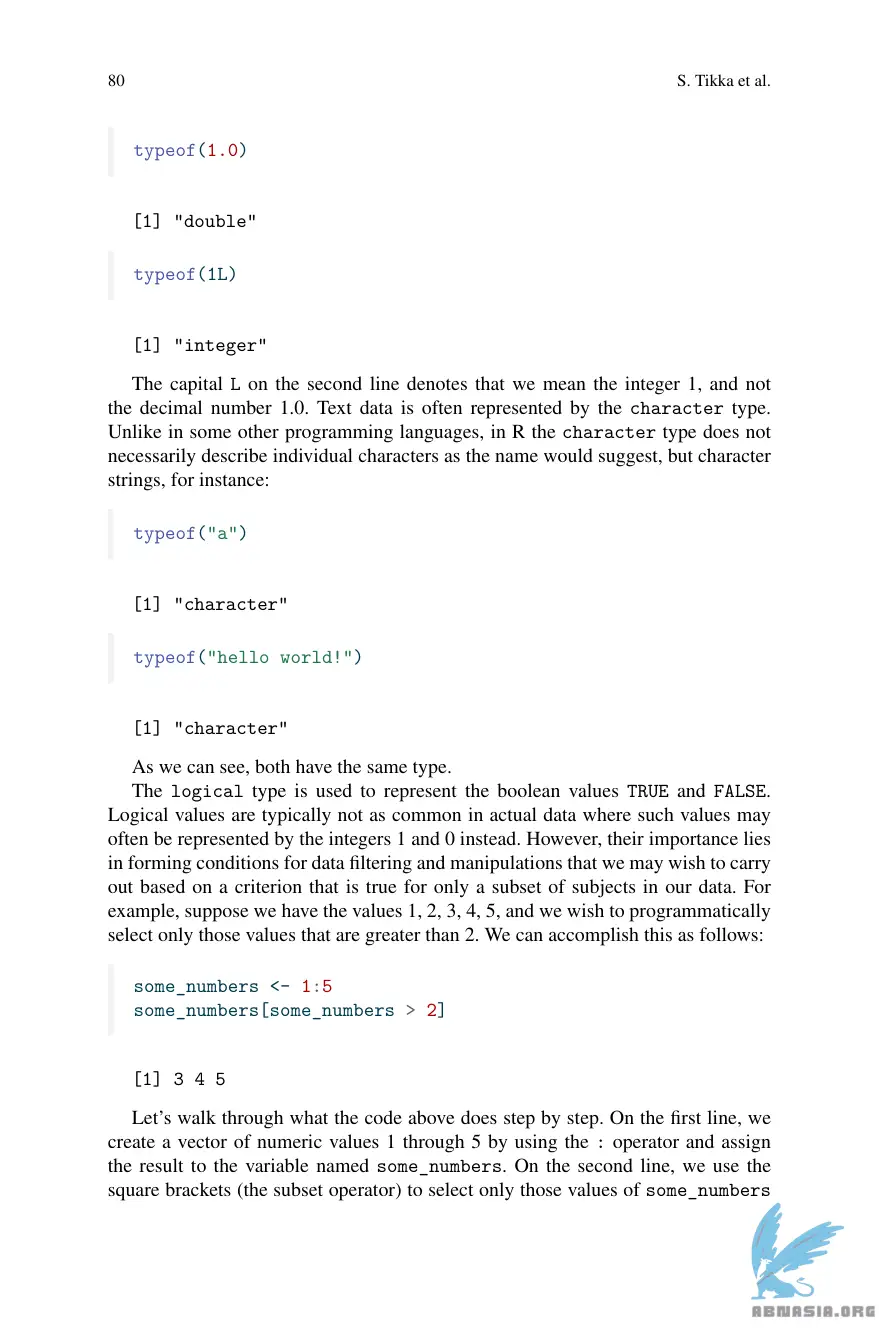 80
S. Tikka et al.
typeof(1.0)
[1] "double"
typeof(1L)
[1] "integer"
The capital L on the second line denotes that we mean the integer 1, and not
the decimal number 1.0. Text data is often represented by the character type.
Unlike in some other programming languages, in R the character type does not
necessarily describe individual characters as the name would suggest, but character
strings, for instance:
typeof("a")
[1] "character"
typeof("hello world!")
[1] "character"
As we can see, both have the same type.
The logical type is used to represent the boolean values TRUE and FALSE.
Logical values are typically not as common in actual data where such values may
often be represented by the integers 1 and 0 instead. However, their importance lies
in forming conditions for data filtering and manipulations that we may wish to carry
out based on a criterion that is true for only a subset of subjects in our data. For
example, suppose we have the values 1, 2, 3, 4, 5, and we wish to programmatically
select only those values that are greater than 2. We can accomplish this as follows:
some_numbers <- 1:5
some_numbers[some_numbers > 2]
[1] 3 4 5
Let's walk through what the code above does step by step. On the first line, we
create a vector of numeric values 1 through 5 by using the : operator and assign
the result to the variable named some_numbers. On the second line, we use the
square brackets (the subset operator) to select only those values of some_numbers
ABNASIA.ORG